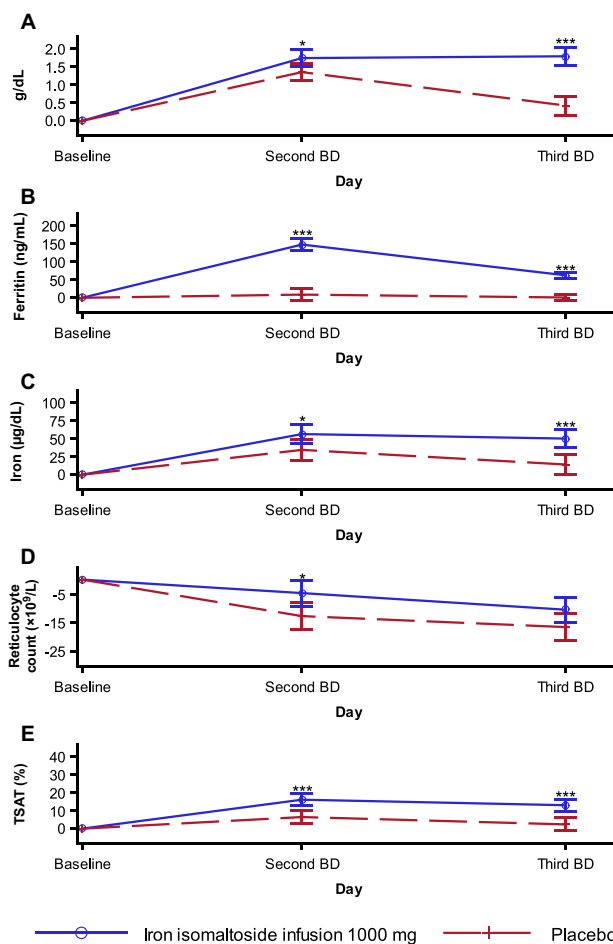 A
g/dL
2.0
1.5
1.0
0.5
0.0
*
***
Baseline
Second BD
Third BD
Day
B
Ferritin (ng/mL)
200
150
100
50
0
***
***
Baseline
Second BD
Third BD
Day
C
Iron (µg/dL)
100
75
50
25
0
*
***
Baseline
Second BD
Third BD
Day
D
Reticulocyte
count (×10⁹/L)
-5
-15
-25
*
Baseline
Second BD
Third BD
Day
E
TSAT (%)
40
30
20
10
0
***
***
Baseline
Second BD
Third BD
Day
Iron isomaltoside infusion 1000 mg
Placebo